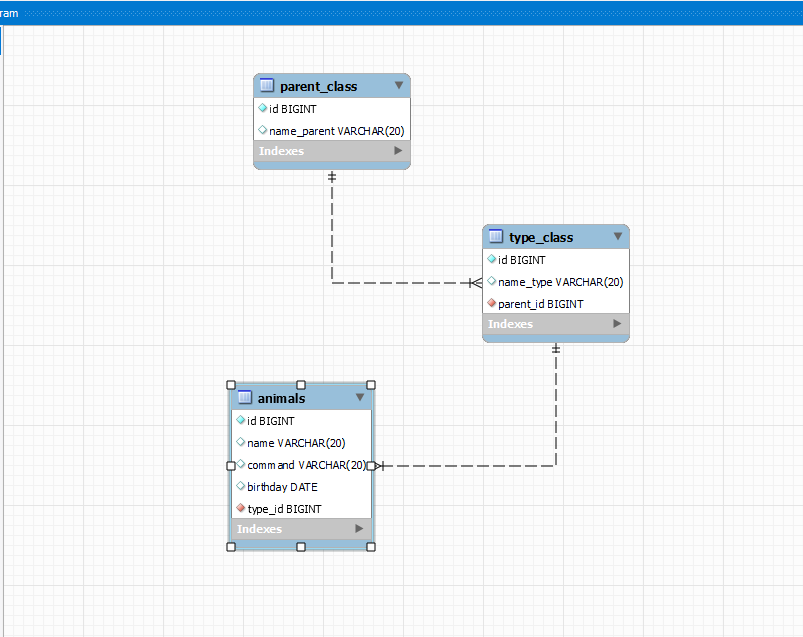 ram
parent_class
id BIGINT
name_parent VARCHAR(20)
Indexes
type_class
id BIGINT
name_type VARCHAR(20)
parent_id BIGINT
Indexes
animals
id BIGINT
name VARCHAR(20)
command VARCHAR(20)
birthday DATE
type_id BIGINT
Indexes